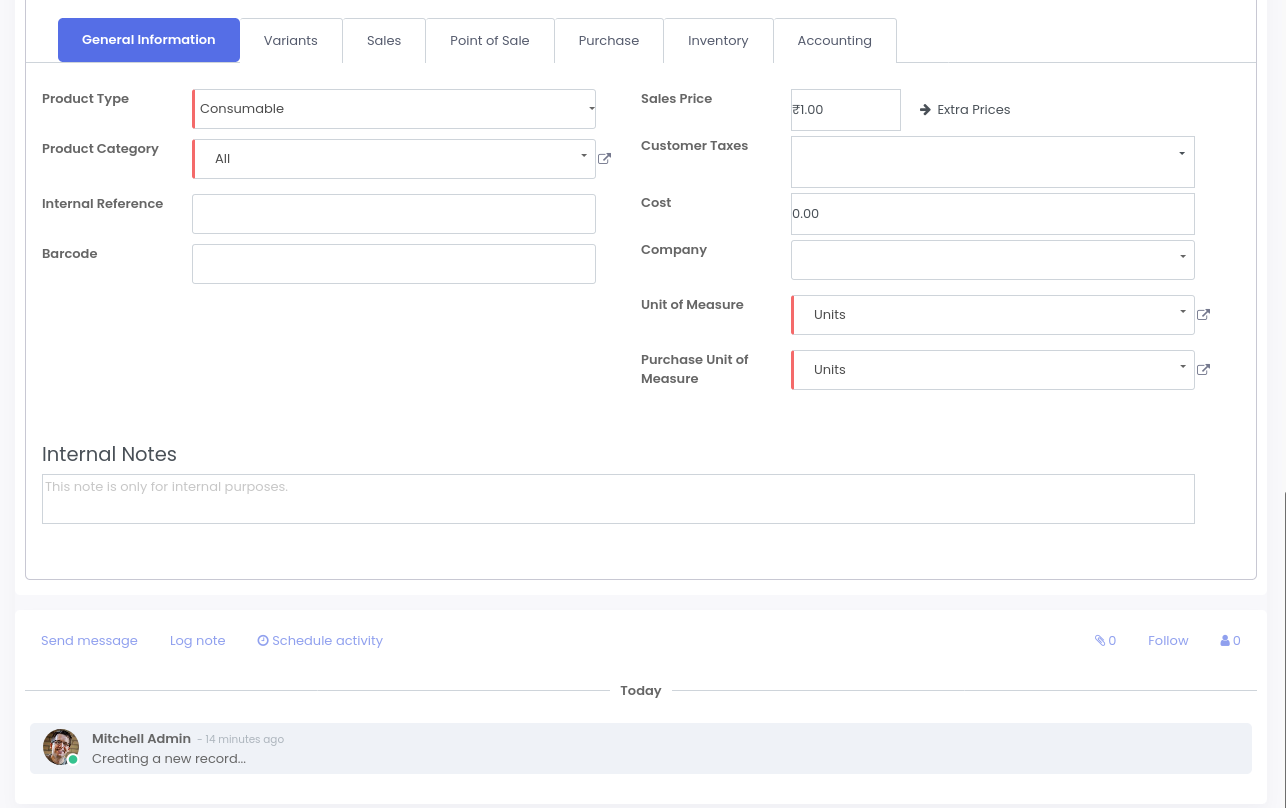 General Information
Variants
Sales
Point of Sale
Purchase
Inventory
Accounting
Product Type
Consumable
Product Category
All
Internal Reference
Barcode
Sales Price
₹1.00
Extra Prices
Customer Taxes
Cost
0.00
Company
Unit of Measure
Units
Purchase Unit of
Measure
Units
Internal Notes
This note is only for internal purposes.
Send message
Log note
Schedule activity
0
Follow
0
Today
Mitchell Admin - 14 minutes ago
Creating a new record...